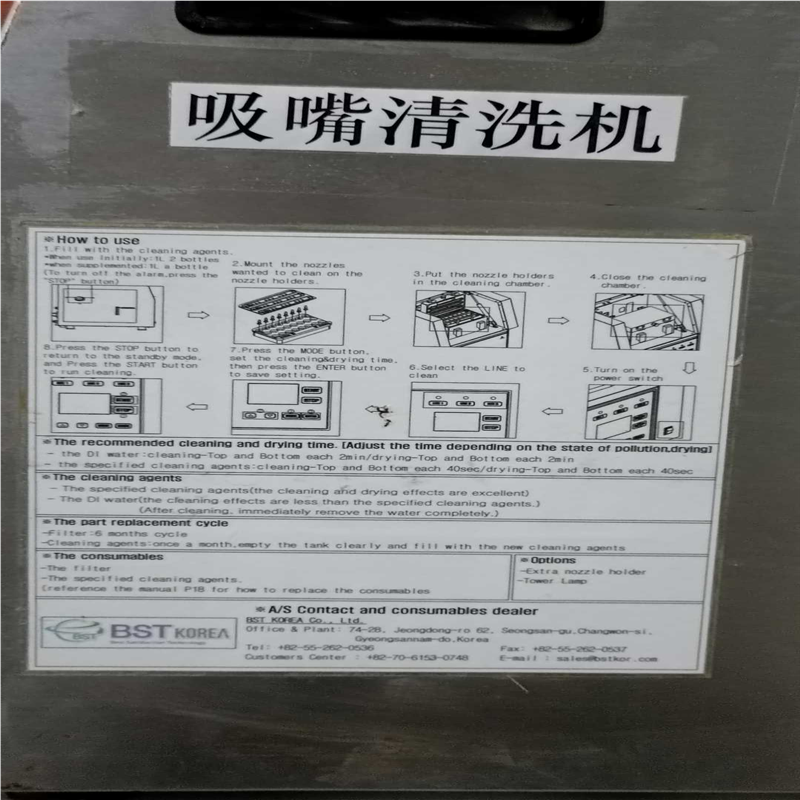 吸嘴清洗机
※How to use
1.Fill with the cleaning agents.
*When use initially:1L 2 bottles
*when supplemented:1L a bottle
(To turn off the alarm,press the
"STOP" button)
2.Mount the nozzles
wanted to clean on the
nozzle holders.
3.Put the nozzle holders
in the cleaning chamber.
4.Close the cleaning
chamber.
8.Press the STOP button to
return to the standby mode,
and Press the START button
to run cleaning.
7.Press the MODE button,
set the cleaning&drying time,
then press the ENTER button
to save setting.
6.Select the LINE to
clean
5.Turn on the
power switch
※The recommended cleaning and drying time. [Adjust the time depending on the state of pollution,drying]
- the DI water:cleaning-Top and Bottom each 2min/drying-Top and Bottom each 2min
- the specified cleaning agents:cleaning-Top and Bottom each 40sec/drying-Top and Bottom each 40sec
※The cleaning agents
- The specified cleaning agents(the cleaning and drying effects are excellent)
- The DI water(the cleaning effects are less than the specified cleaning agents.)
(After cleaning, immediately remove the water completely.)
※The part replacement cycle
-Filter:6 months cycle
-Cleaning agents:once a month,empty the tank clearly and fill with the new cleaning agents
※The consumables
-The filter
-The specified cleaning agents.
(reference the manual P18 for how to replace the consumables
※Options
-Extra nozzle holder
-Tower Lamp
※A/S Contact and consumables dealer
BST BST KOREA
BST KOREA Co., Ltd.
Office & Plant: 74-28, Jeongdong-ro 62, Seongsan-gu,Changwon-si,
Gyeongsannam-do,Korea
Tel: +82-55-262-0536
Fax: +82-55-262-0537
Customers Center : +82-70-6153-0748
E-mail : sales@bstkor.com